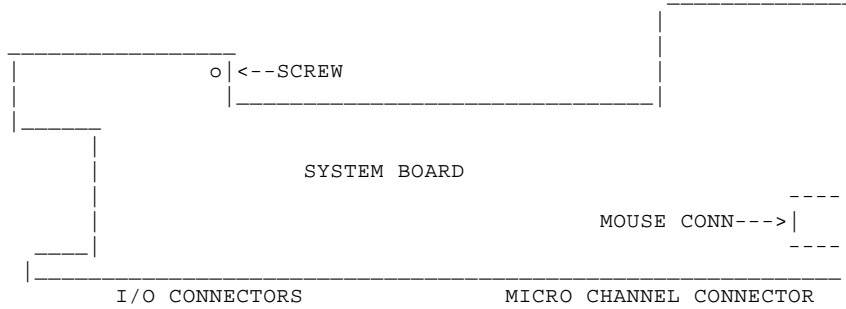 o|<--SCREW
SYSTEM BOARD
MOUSE CONN--->|
I/O CONNECTORS MICRO CHANNEL CONNECTOR